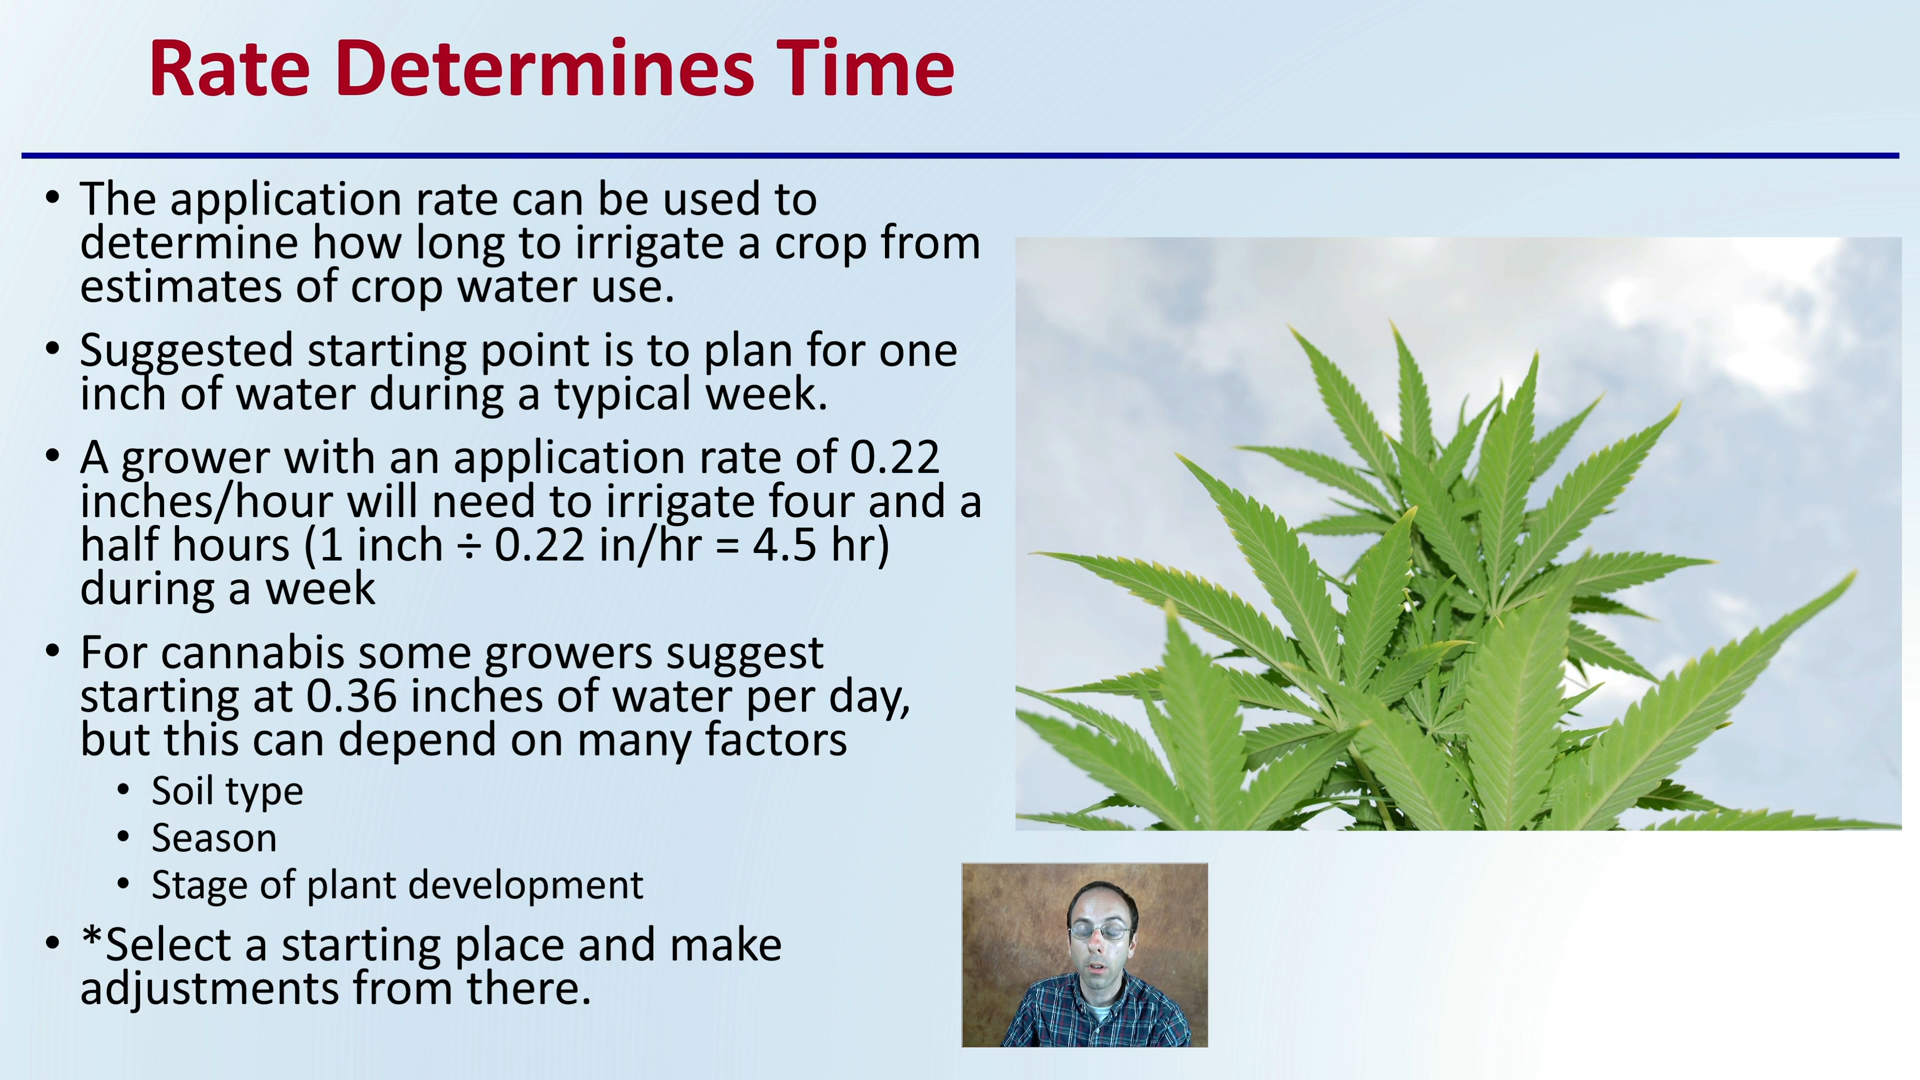 Rate Determines Time
• The application rate can be used to
determine how long to irrigate a crop from
estimates of crop water use.
• Suggested starting point is to plan for one
inch of water during a typical week.
• A grower with an application rate of 0.22
inches/hour will need to irrigate four and a
half hours (1 inch ÷ 0.22 in/hr = 4.5 hr)
during a week
• For cannabis some growers suggest
starting at 0.36 inches of water per day,
but this can depend on many factors
• Soil type
• Season
• Stage of plant development
• *Select a starting place and make
adjustments from there.